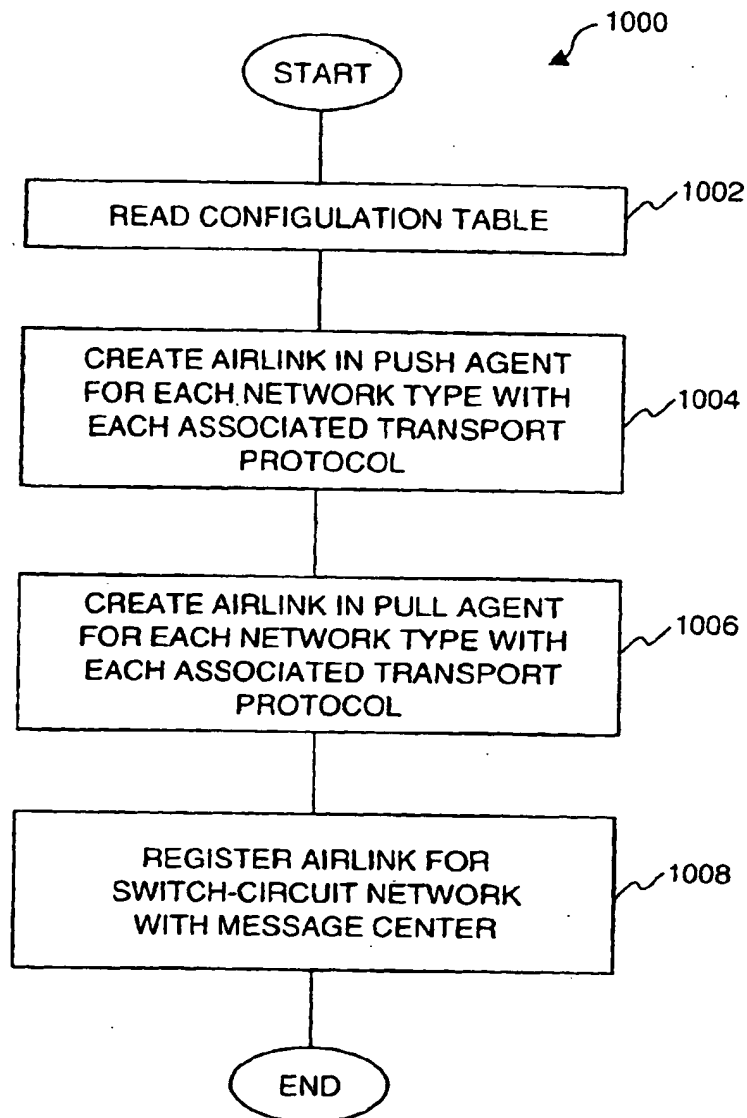 1000
START
READ CONFIGULATION TABLE
1002
CREATE AIRLINK IN PUSH AGENT
FOR EACH NETWORK TYPE WITH
EACH ASSOCIATED TRANSPORT
PROTOCOL
1004
CREATE AIRLINK IN PULL AGENT
FOR EACH NETWORK TYPE WITH
EACH ASSOCIATED TRANSPORT
PROTOCOL
1006
REGISTER AIRLINK FOR
SWITCH-CIRCUIT NETWORK
WITH MESSAGE CENTER
1008
END